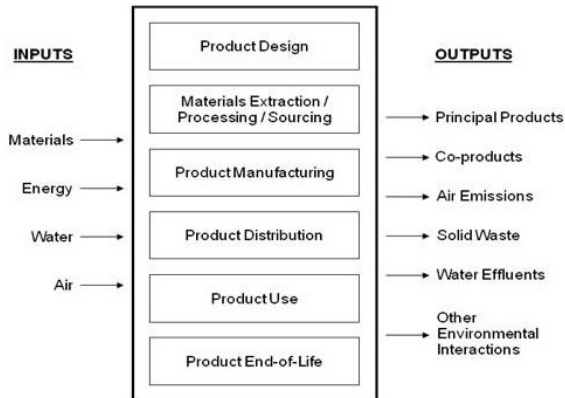 INPUTS
Materials
Energy
Water
Air
Product Design
Materials Extraction /
Processing / Sourcing
Product Manufacturing
Product Distribution
Product Use
Product End-of-Life
OUTPUTS
Principal Products
Co-products
Air Emissions
Solid Waste
Water Effluents
Other
Environmental
Interactions